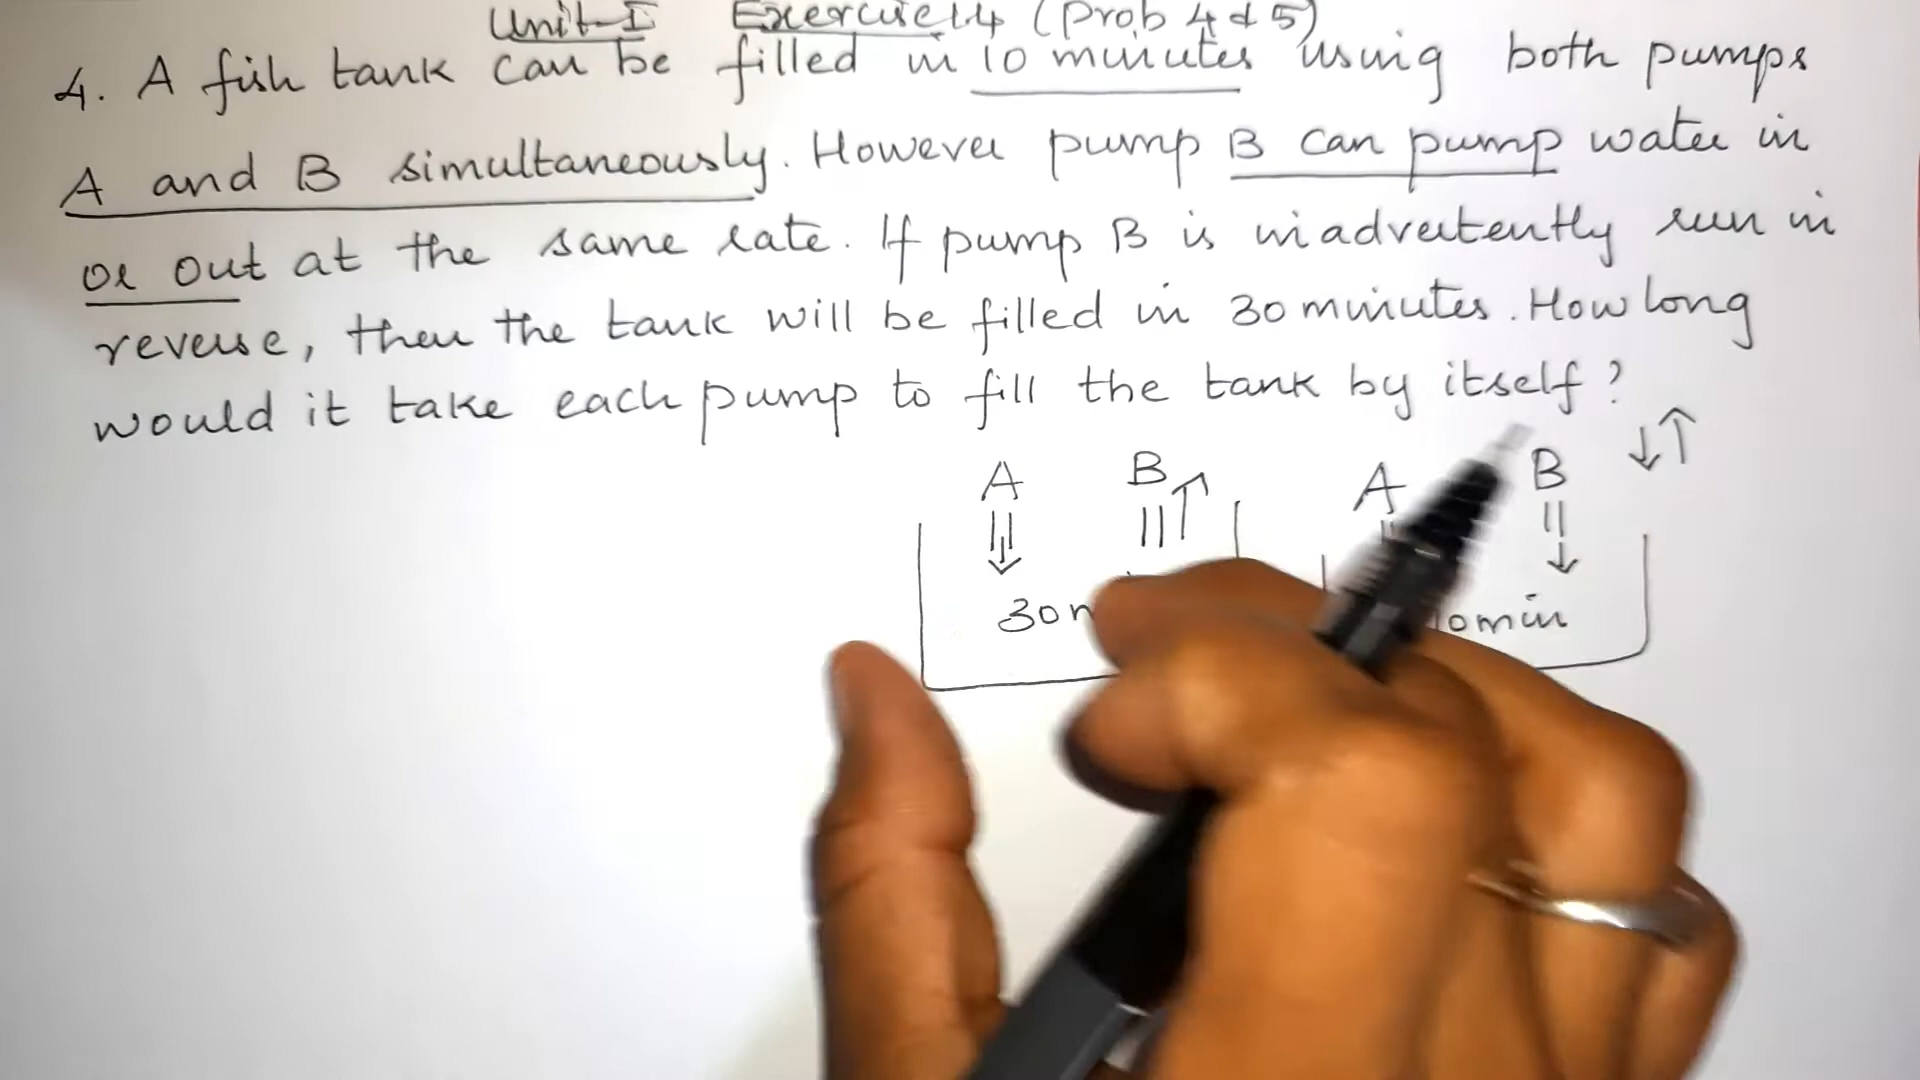 Unit-I Exercise 1.4 (Prob 4 & 5)
4. A fish tank can be filled in 10 minutes using both pumps
A and B simultaneously. However pump B can pump water in
or out at the same rate. If pump B is inadvertently run in
reverse, then the tank will be filled in 30 minutes. How long
would it take each pump to fill the tank by itself?
A B A B
30 m 10 min